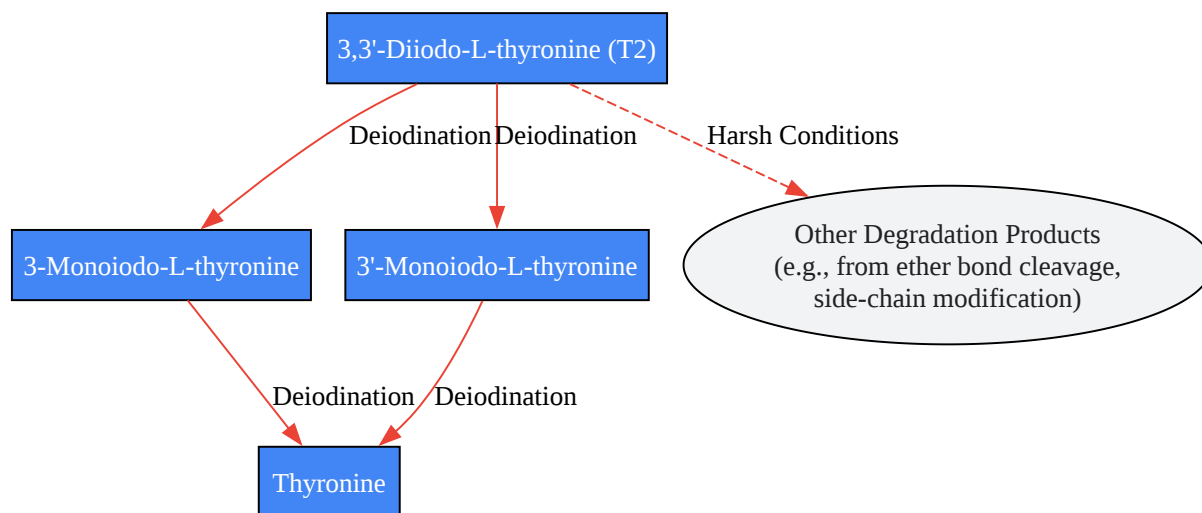 3,3'-Diiodo-L-thyronine (T2)
Deiodination
Deiodination
Harsh Conditions
3-Monoiodo-L-thyronine
3'-Monoiodo-L-thyronine
Other Degradation Products
(e.g., from ether bond cleavage,
side-chain modification)
Deiodination
Deiodination
Thyronine